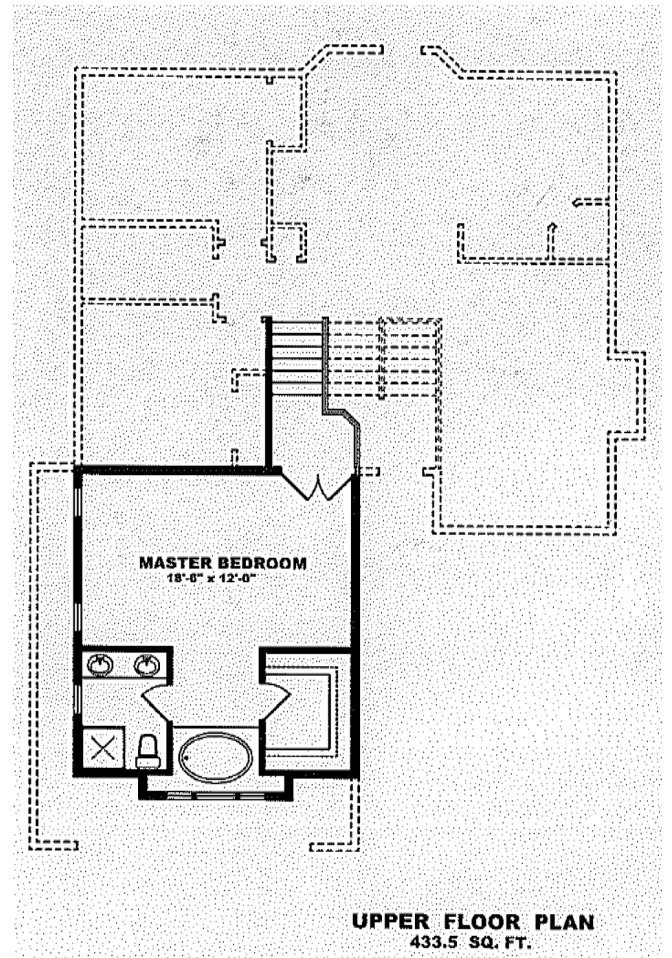 MASTER BEDROOM
18'-0" x 12'-0"
UPPER FLOOR PLAN
433.5 SQ. FT.